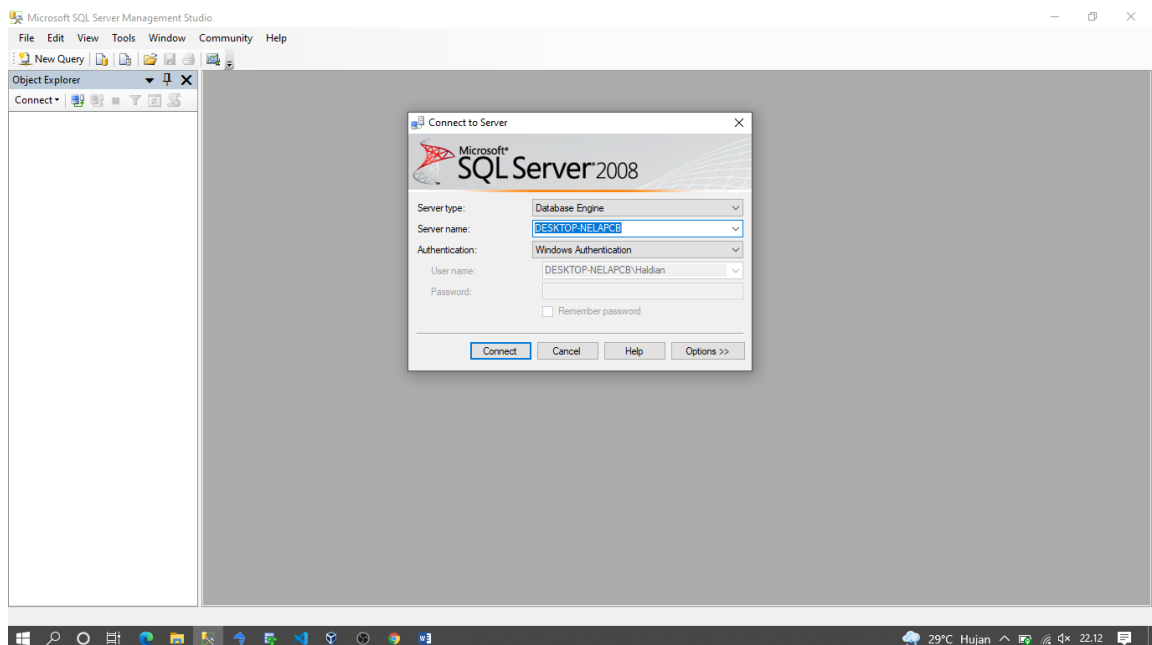 Microsoft SQL Server Management Studio
File Edit View Tools Window Community Help
New Query
Object Explorer
Connect
Connect to Server
Microsoft®
SQL Server® 2008
Server type: Database Engine
Server name: DESKTOP-NELAPCB
Authentication: Windows Authentication
User name: DESKTOP-NELAPCB\Haldian
Password:
Remember password
Connect Cancel Help Options >>
29°C Hujan 22.12